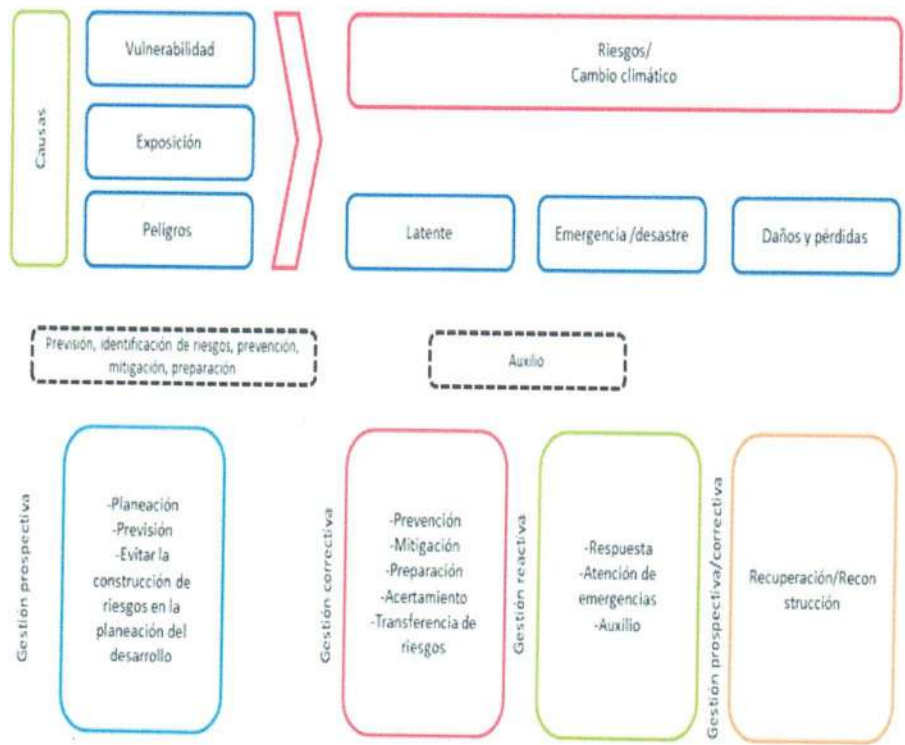 Causas
Vulnerabilidad
Exposición
Peligros
Riesgos/
Cambio climático
Latente
Emergencia /desastre
Daños y pérdidas
Previsión, identificación de riesgos, prevención,
mitigación, preparación
Auxilio
Gestión prospectiva
-Planeación
-Previsión
-Evitar la
construcción de
riesgos en la
planeación del
desarrollo
Gestión correctiva
-Prevención
-Mitigación
-Preparación
-Acertamiento
-Transferencia de
riesgos
Gestión reactiva
-Respuesta
-Atención de
emergencias
-Auxilio
Gestión prospectiva/correctiva
Recuperación/Recon
strucción